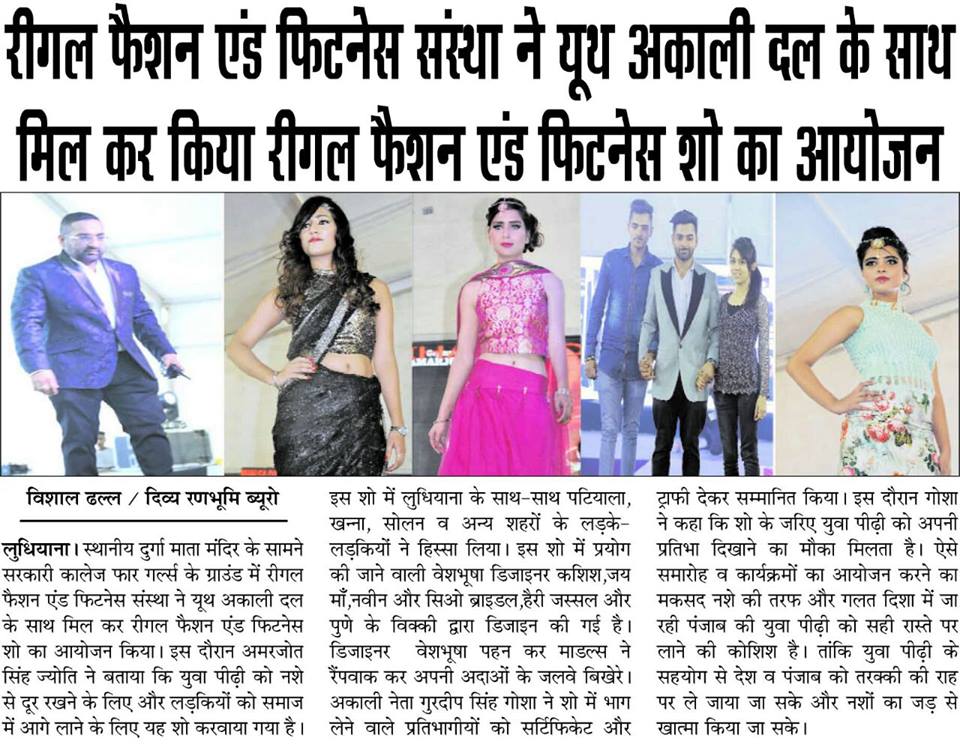 रीगल फैशन एंड फिटनेस संस्था ने यूथ अकाली दल के साथ
मिल कर किया रीगल फैशन एंड फिटनेस शो का आयोजन
विशाल ढल्ल / दिव्य रणभूमि ब्यूरो
लुधियाना। स्थानीय दुर्गा माता मंदिर के सामने
सरकारी कालेज फार गर्ल्स के ग्राउंड में रीगल
फैशन एंड फिटनेस संस्था ने यूथ अकाली दल
के साथ मिल कर रीगल फैशन एंड फिटनेस
शो का आयोजन किया। इस दौरान अमरजोत
सिंह ज्योति ने बताया कि युवा पीढ़ी को नशे
से दूर रखने के लिए और लड़कियों को समाज
में आगे लाने के लिए यह शो करवाया गया है।
इस शो में लुधियाना के साथ-साथ पटियाला,
खन्ना, सोलन व अन्य शहरों के लड़के-
लड़कियों ने हिस्सा लिया। इस शो में प्रयोग
की जाने वाली वेशभूषा डिजाइनर कशिश,जय
माँ,नवीन और सिओ ब्राइडल,हैरी जस्सल और
पुणे के विक्की द्वारा डिजाइन की गई है।
डिजाइनर वेशभूषा पहन कर माडल्स ने
रैंपवाक कर अपनी अदाओं के जलवे बिखेरे।
अकाली नेता गुरदीप सिंह गोशा ने शो में भाग
लेने वाले प्रतिभागीयों को सर्टिफिकेट और
ट्राफी देकर सम्मानित किया। इस दौरान गोशा
ने कहा कि शो के जरिए युवा पीढ़ी को अपनी
प्रतिभा दिखाने का मौका मिलता है। ऐसे
समारोह व कार्यक्रमों का आयोजन करने का
मकसद नशे की तरफ और गलत दिशा में जा
रही पंजाब की युवा पीढ़ी को सही रास्ते पर
लाने की कोशिश है। तांकि युवा पीढ़ी के
सहयोग से देश व पंजाब को तरक्की की राह
पर ले जाया जा सके और नशों का जड़ से
खात्मा किया जा सके।